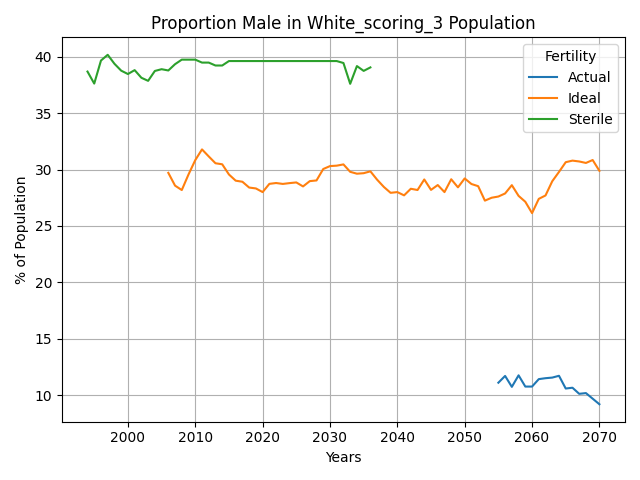 Proportion Male in White_scoring_3 Population
% of Population
40
35
30
25
20
15
10
Fertility
Actual
Ideal
Sterile
2000 2010 2020 2030 2040 2050 2060 2070
Years